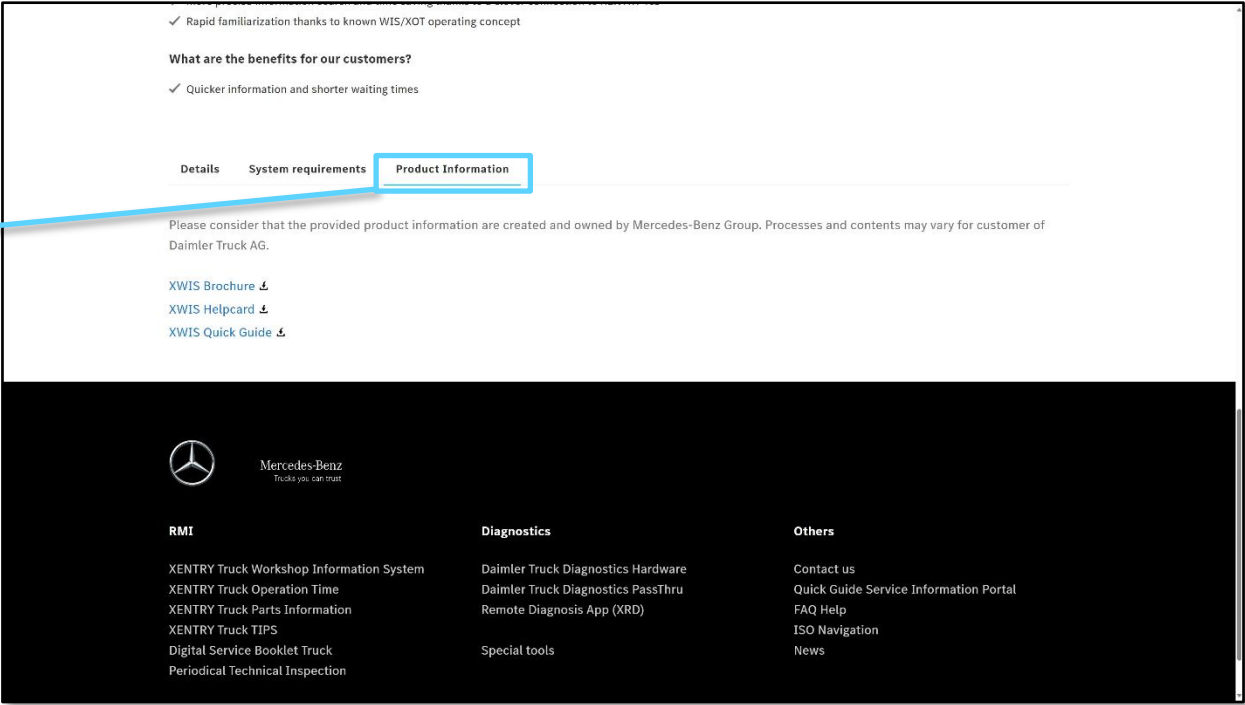 Rapid familiarization thanks to known WIS/XOT operating concept
What are the benefits for our customers?
Quicker information and shorter waiting times
Details System requirements Product Information
Please consider that the provided product information are created and owned by Mercedes-Benz Group. Processes and contents may vary for customer of
Daimler Truck AG.
XWIS Brochure
XWIS Helpcard
XWIS Quick Guide
Mercedes-Benz
Trucks you can trust
RMI
XENTRY Truck Workshop Information System
XENTRY Truck Operation Time
XENTRY Truck Parts Information
XENTRY Truck TIPS
Digital Service Booklet Truck
Periodical Technical Inspection
Diagnostics
Daimler Truck Diagnostics Hardware
Daimler Truck Diagnostics PassThru
Remote Diagnosis App (XRD)
Special tools
Others
Contact us
Quick Guide Service Information Portal
FAQ Help
ISO Navigation
News